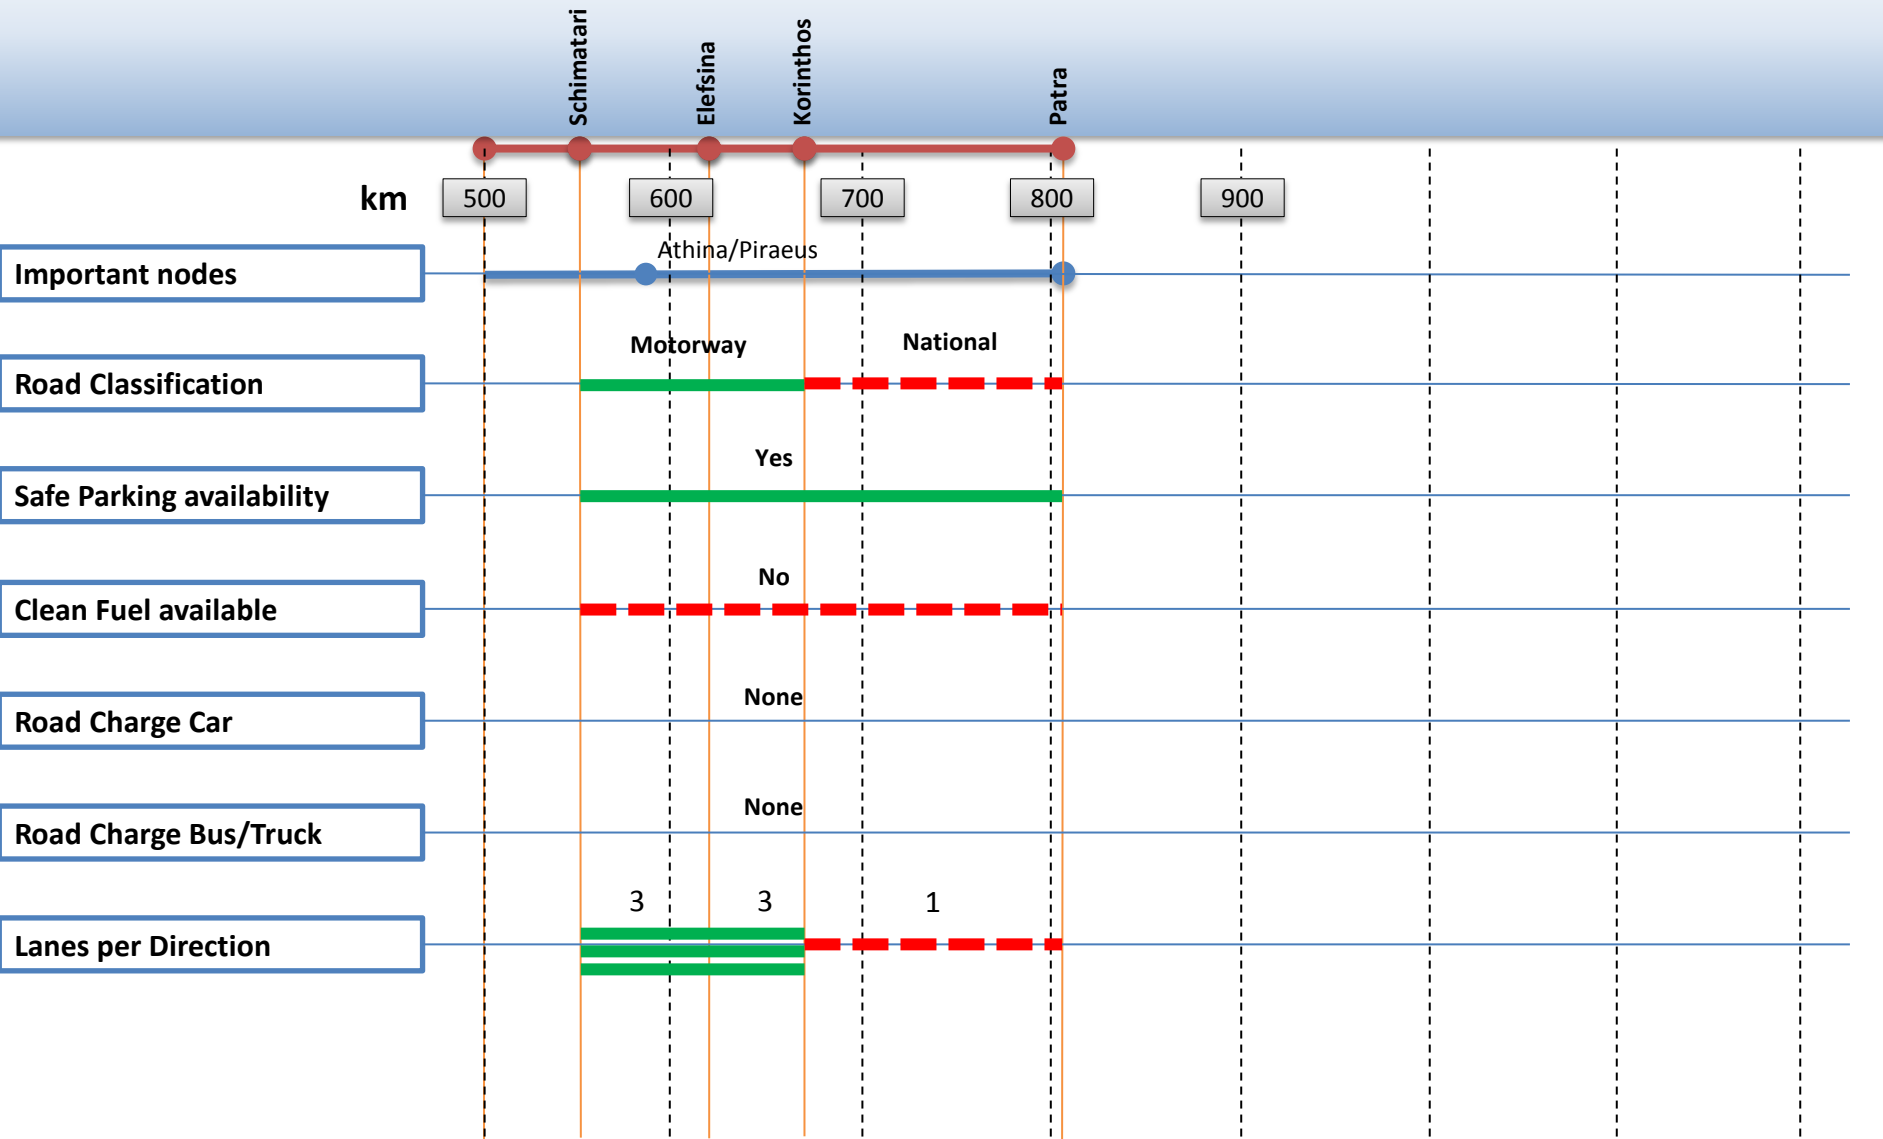 Schimatari
Elefsina
Korinthos
Patra
km
500
600
700
800
900
Athina/Piraeus
Important nodes
Motorway
National
Road Classification
Yes
Safe Parking availability
No
Clean Fuel available
None
Road Charge Car
None
Road Charge Bus/Truck
3
3
1
Lanes per Direction